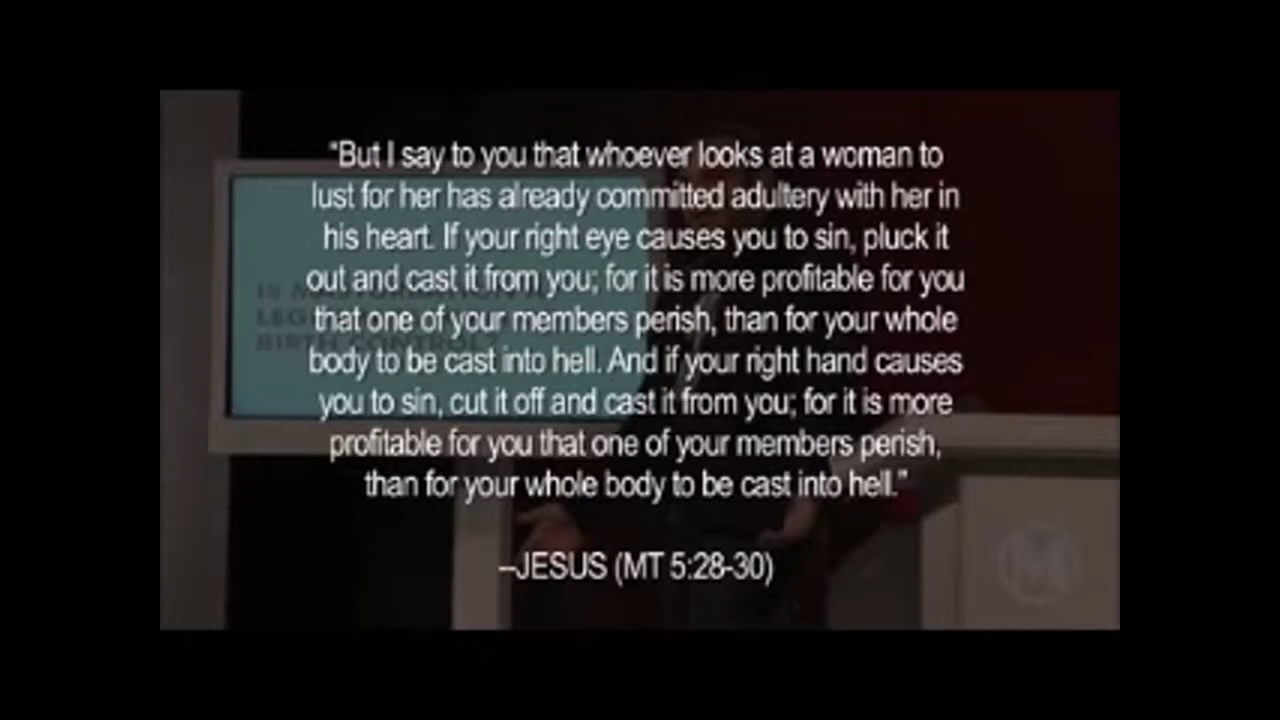 “But I say to you that whoever looks at a woman to
lust for her has already committed adultery with her in
his heart. If your right eye causes you to sin, pluck it
out and cast it from you; for it is more profitable for you
that one of your members perish, than for your whole
body to be cast into hell. And if your right hand causes
you to sin, cut it off and cast it from you; for it is more
profitable for you that one of your members perish,
than for your whole body to be cast into hell.”
–JESUS (MT 5:28-30)
IS
BIRTH CONTROL?
M